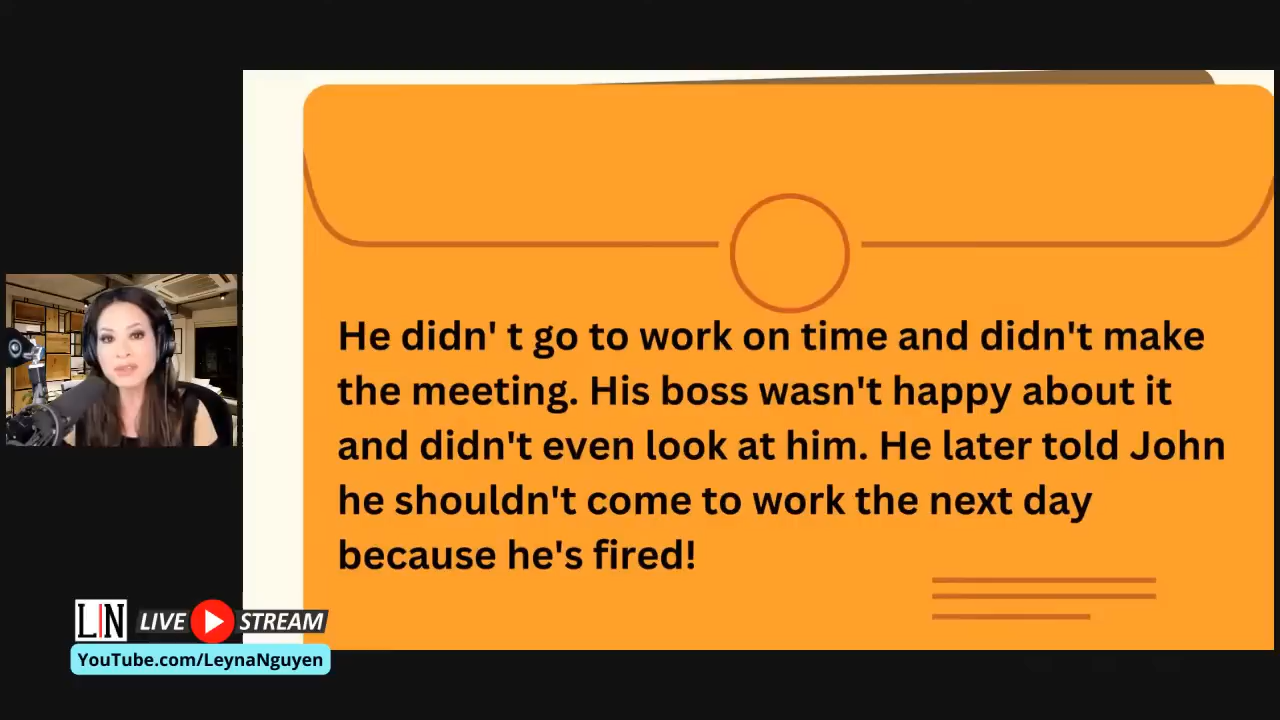 He didn' t go to work on time and didn't make
the meeting. His boss wasn't happy about it
and didn't even look at him. He later told John
he shouldn't come to work the next day
because he's fired!
LIN LIVE STREAM
YouTube.com/LeynaNguyen